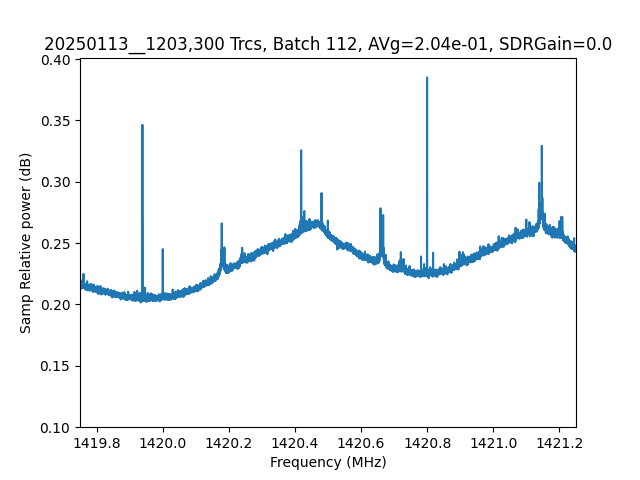 20250113__1203,300 Trcs, Batch 112, AVg=2.04e-01, SDRGain=0.0
0.40
0.35
0.30
0.25
0.20
0.15
0.10
Samp Relative power (dB)
1419.8 1420.0 1420.2 1420.4 1420.6 1420.8 1421.0 1421.2
Frequency (MHz)